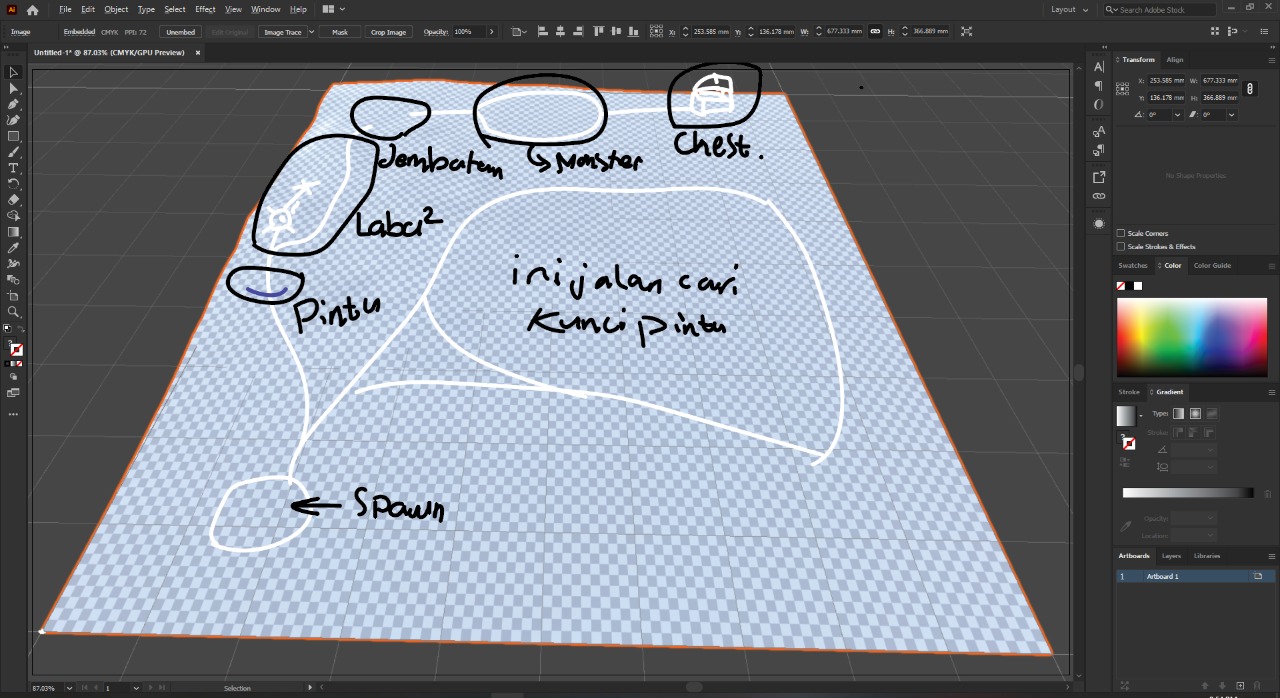 File Edit Object Type Select Effect View Window Help
Layout
Search Adobe Stock
Image Embedded CMYK PPI: 72 Unembed Edit Original Image Trace Mask Crop Image Opacity: 100% X: 253.585 mm Y: 136.178 mm W: 677.333 mm H: 366.889 mm
Untitled-1* @ 87.03% (CMYK/GPU Preview)
Chest.
Jembatan
Monster
Laba²
Pintu
ini jalan cari
Kunci pintu
Spawn
Transform Align
X: 253.585 mm W: 677.333 mm
Y: 136.178 mm H: 366.889 mm
0° 0°
No Shape Properties
Scale Corners
Scale Strokes & Effects
Swatches Color Color Guide
Stroke Gradient
Type:
Stroke:
Opacity:
Location:
Artboards Layers Libraries
1 Artboard 1
87.03% 1 Selection